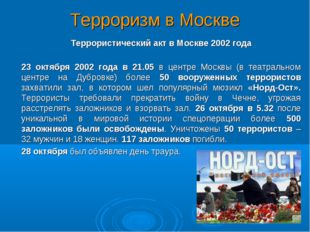 Терроризм в Москве
Террористический акт в Москве 2002 года
23 октября 2002 года в 21.05 в центре Москвы (в театральном
центре на Дубровке) более 50 вооруженных террористов
захватили зал, в котором шел популярный мюзикл «Норд-Ост».
Террористы требовали прекратить войну в Чечне, угрожая
расстрелять заложников и взорвать зал. 26 октября в 5.32 после
уникальной в мировой истории спецоперации более 500
заложников были освобождены. Уничтожены 50 террористов –
32 мужчин и 18 женщин. 117 заложников погибли.
28 октября был объявлен день траура.
НОРД-ОСТ